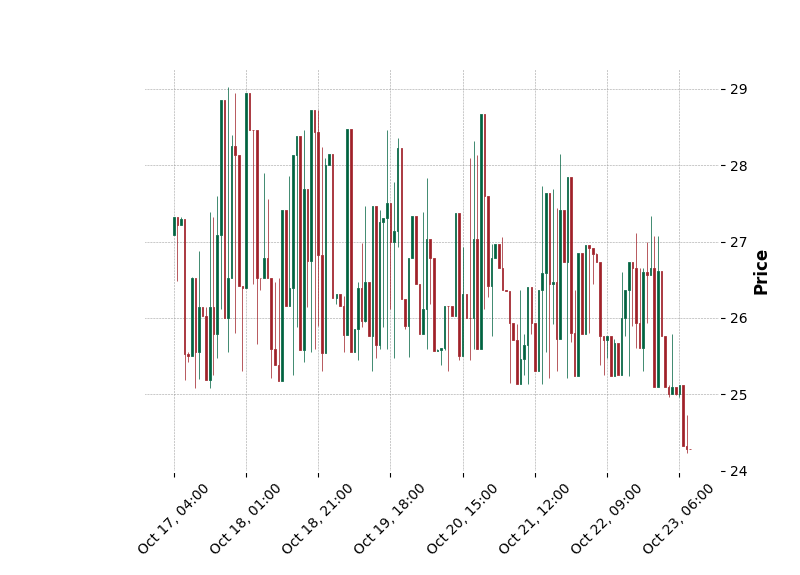 29
28
27
26
25
24
Price
Oct 17, 04:00
Oct 18, 01:00
Oct 18, 21:00
Oct 19, 18:00
Oct 20, 15:00
Oct 21, 12:00
Oct 22, 09:00
Oct 23, 06:00